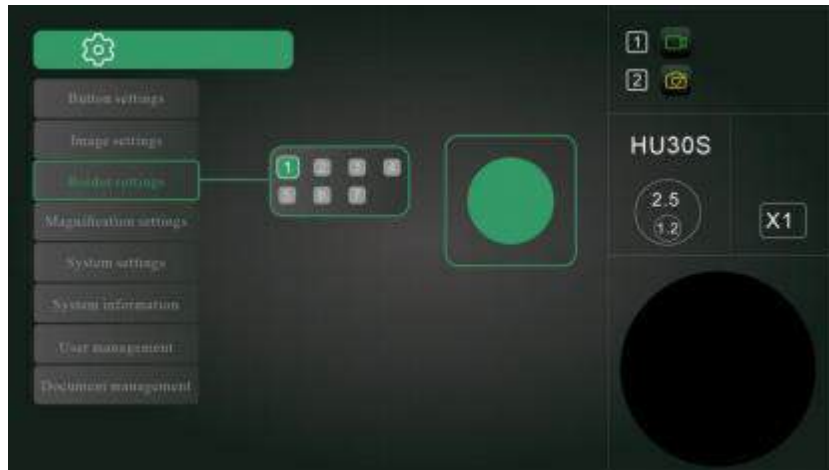 1
2
Button settings
Image settings
Border settings
Magnification settings
System settings
System information
User management
Document management
1 2 3 4
5 6 7
HU30S
2.5
1.2
X1